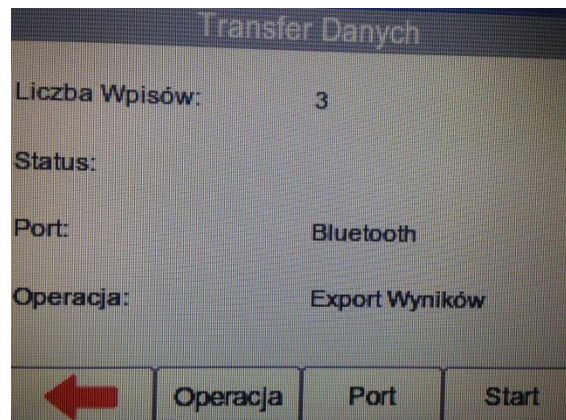 Transfer Danych
Liczba Wpisów: 3
Status:
Port: Bluetooth
Operacja: Export Wyników
Operacja Port Start